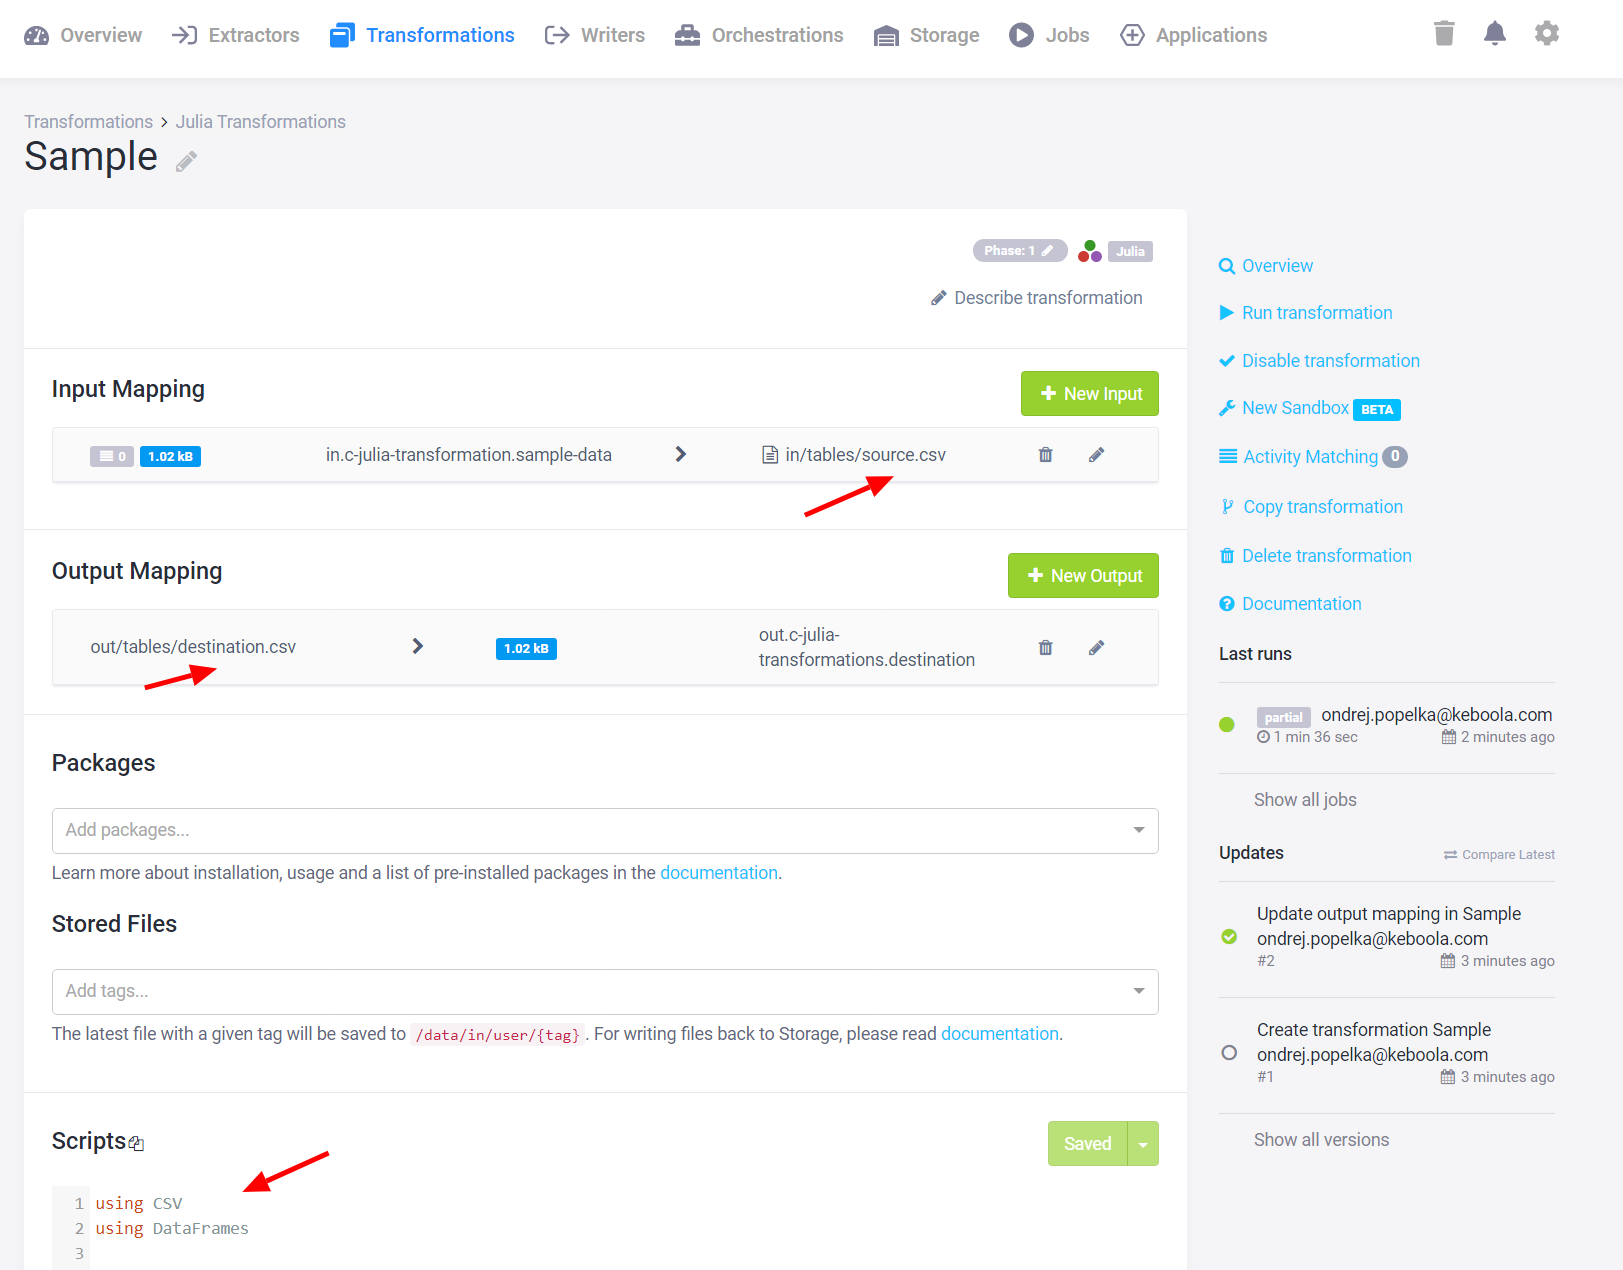 Overview Extractors Transformations Writers Orchestrations Storage Jobs Applications
Transformations > Julia Transformations
Sample
Phase: 1 Julia
Describe transformation
Input Mapping
+ New Input
0 1.02 kB in.c-julia-transformation.sample-data in/tables/source.csv
Output Mapping
+ New Output
out/tables/destination.csv 1.02 kB out.c-julia-
transformations.destination
Packages
Add packages...
Learn more about installation, usage and a list of pre-installed packages in the documentation.
Stored Files
Add tags...
The latest file with a given tag will be saved to /data/in/user/{tag} . For writing files back to Storage, please read documentation.
Scripts
Saved
1 using CSV
2 using DataFrames
3
Overview
Run transformation
Disable transformation
New Sandbox BETA
Activity Matching 0
Copy transformation
Delete transformation
Documentation
Last runs
partial ondrej.popelka@keboola.com
1 min 36 sec 2 minutes ago
Show all jobs
Updates Compare Latest
Update output mapping in Sample
ondrej.popelka@keboola.com
#2 3 minutes ago
Create transformation Sample
ondrej.popelka@keboola.com
#1 3 minutes ago
Show all versions